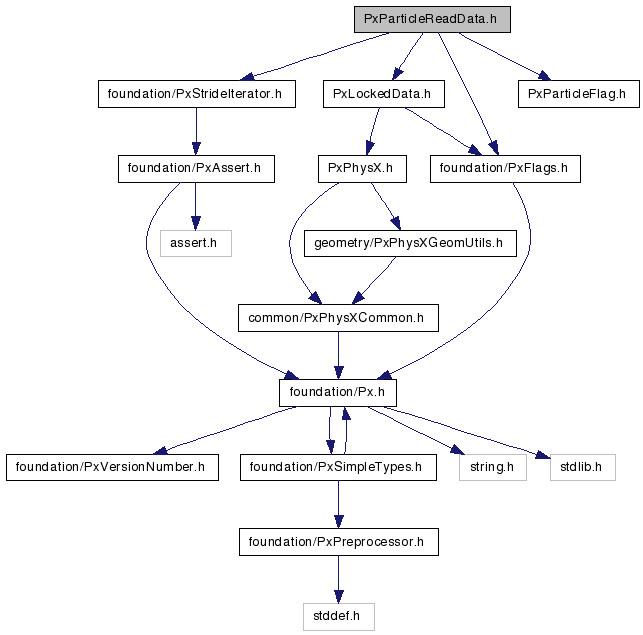 PxParticleReadData.h
foundation/PxStrideIterator.h
PxLockedData.h
PxParticleFlag.h
foundation/PxAssert.h
PxPhysX.h
foundation/PxFlags.h
assert.h
geometry/PxPhysXGeomUtils.h
common/PxPhysXCommon.h
foundation/Px.h
foundation/PxVersionNumber.h
foundation/PxSimpleTypes.h
string.h
stdlib.h
foundation/PxPreprocessor.h
stddef.h